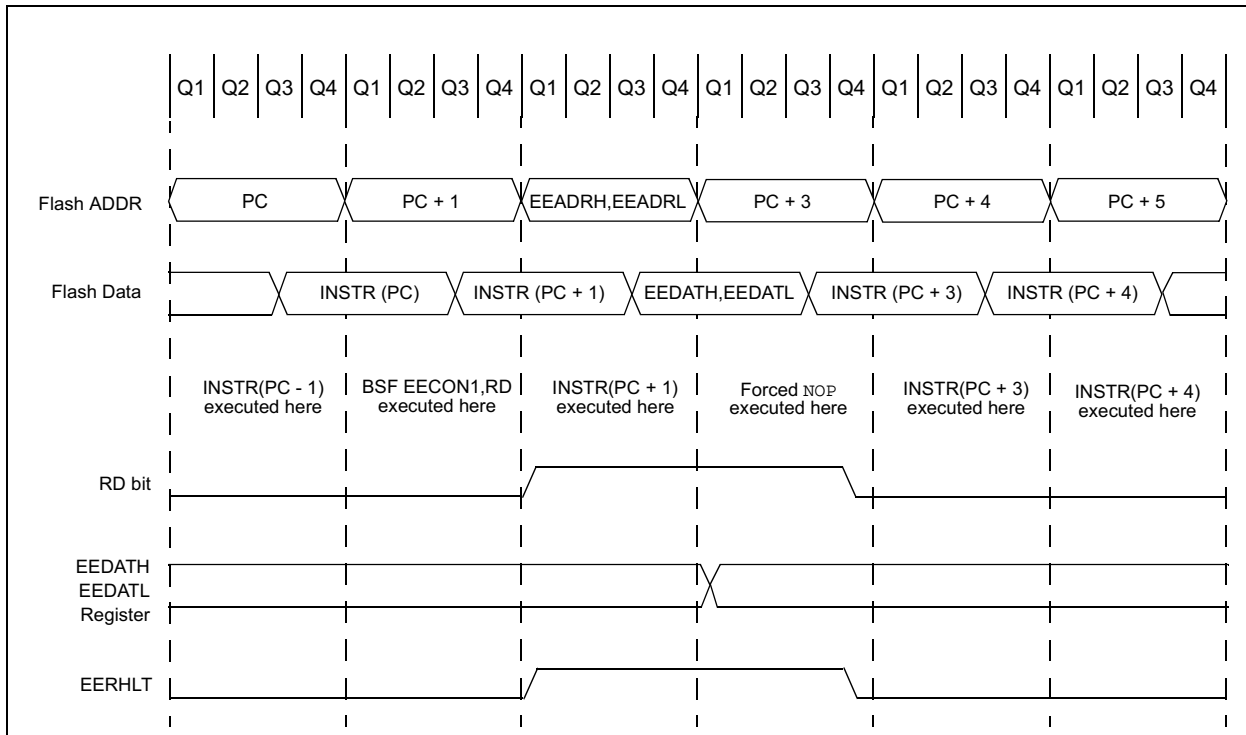 Q1 Q2 Q3 Q4 Q1 Q2 Q3 Q4 Q1 Q2 Q3 Q4 Q1 Q2 Q3 Q4 Q1 Q2 Q3 Q4 Q1 Q2 Q3 Q4
Flash ADDR PC PC + 1 EEADRH,EEADRL PC + 3 PC + 4 PC + 5
Flash Data INSTR (PC) INSTR (PC + 1) EEDATH,EEDATL INSTR (PC + 3) INSTR (PC + 4)
INSTR(PC - 1)
executed here
BSF EECON1,RD
executed here
INSTR(PC + 1)
executed here
Forced NOP
executed here
INSTR(PC + 3)
executed here
INSTR(PC + 4)
executed here
RD bit
EEDATH
EEDATL
Register
EERHLT